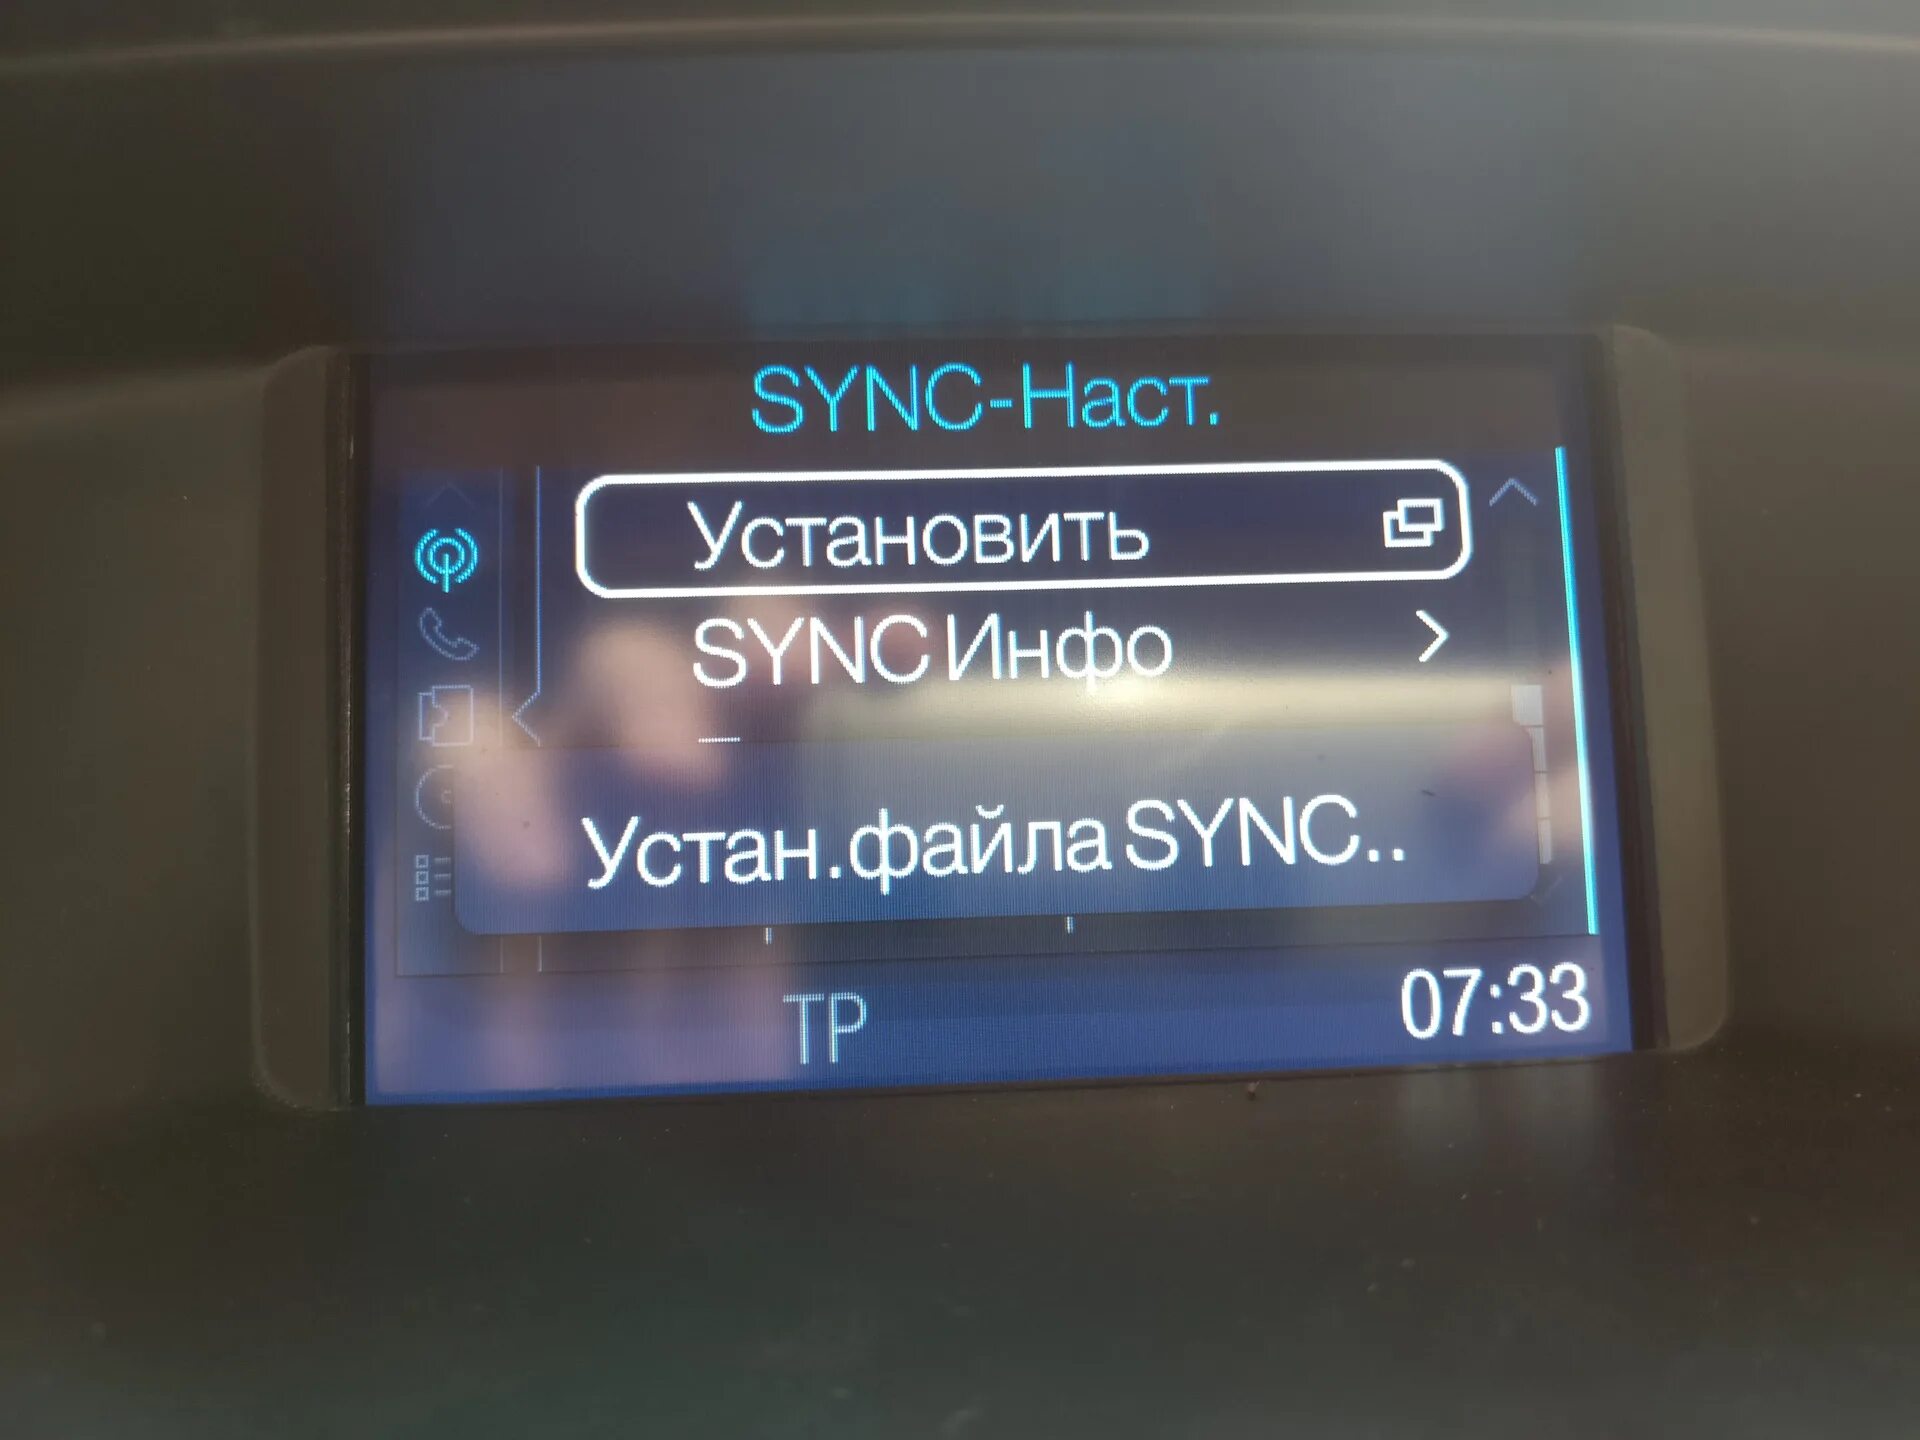 SYNC-Наст.
Установить
SYNC Инфо
Устан.файла SYNC..
TP
07:33